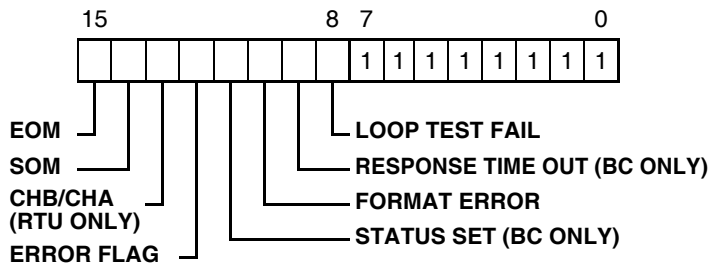 15 8 7 0
1 1 1 1 1 1 1 1
EOM LOOP TEST FAIL
SOM RESPONSE TIME OUT (BC ONLY)
CHB/CHA
(RTU ONLY) FORMAT ERROR
STATUS SET (BC ONLY)
ERROR FLAG